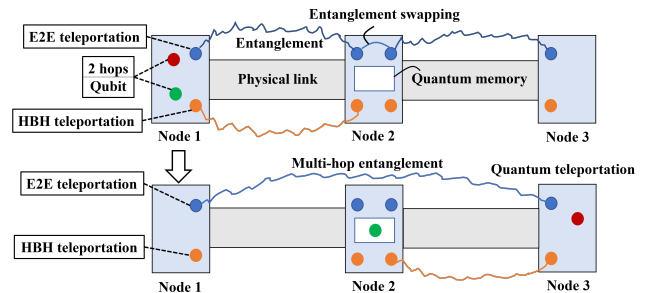 Entanglement swapping
E2E teleportation
Entanglement
2 hops
Qubit
Physical link
Quantum memory
HBH teleportation
Node 1
Node 2
Node 3
Multi-hop entanglement
Quantum teleportation
E2E teleportation
HBH teleportation
Node 1
Node 2
Node 3